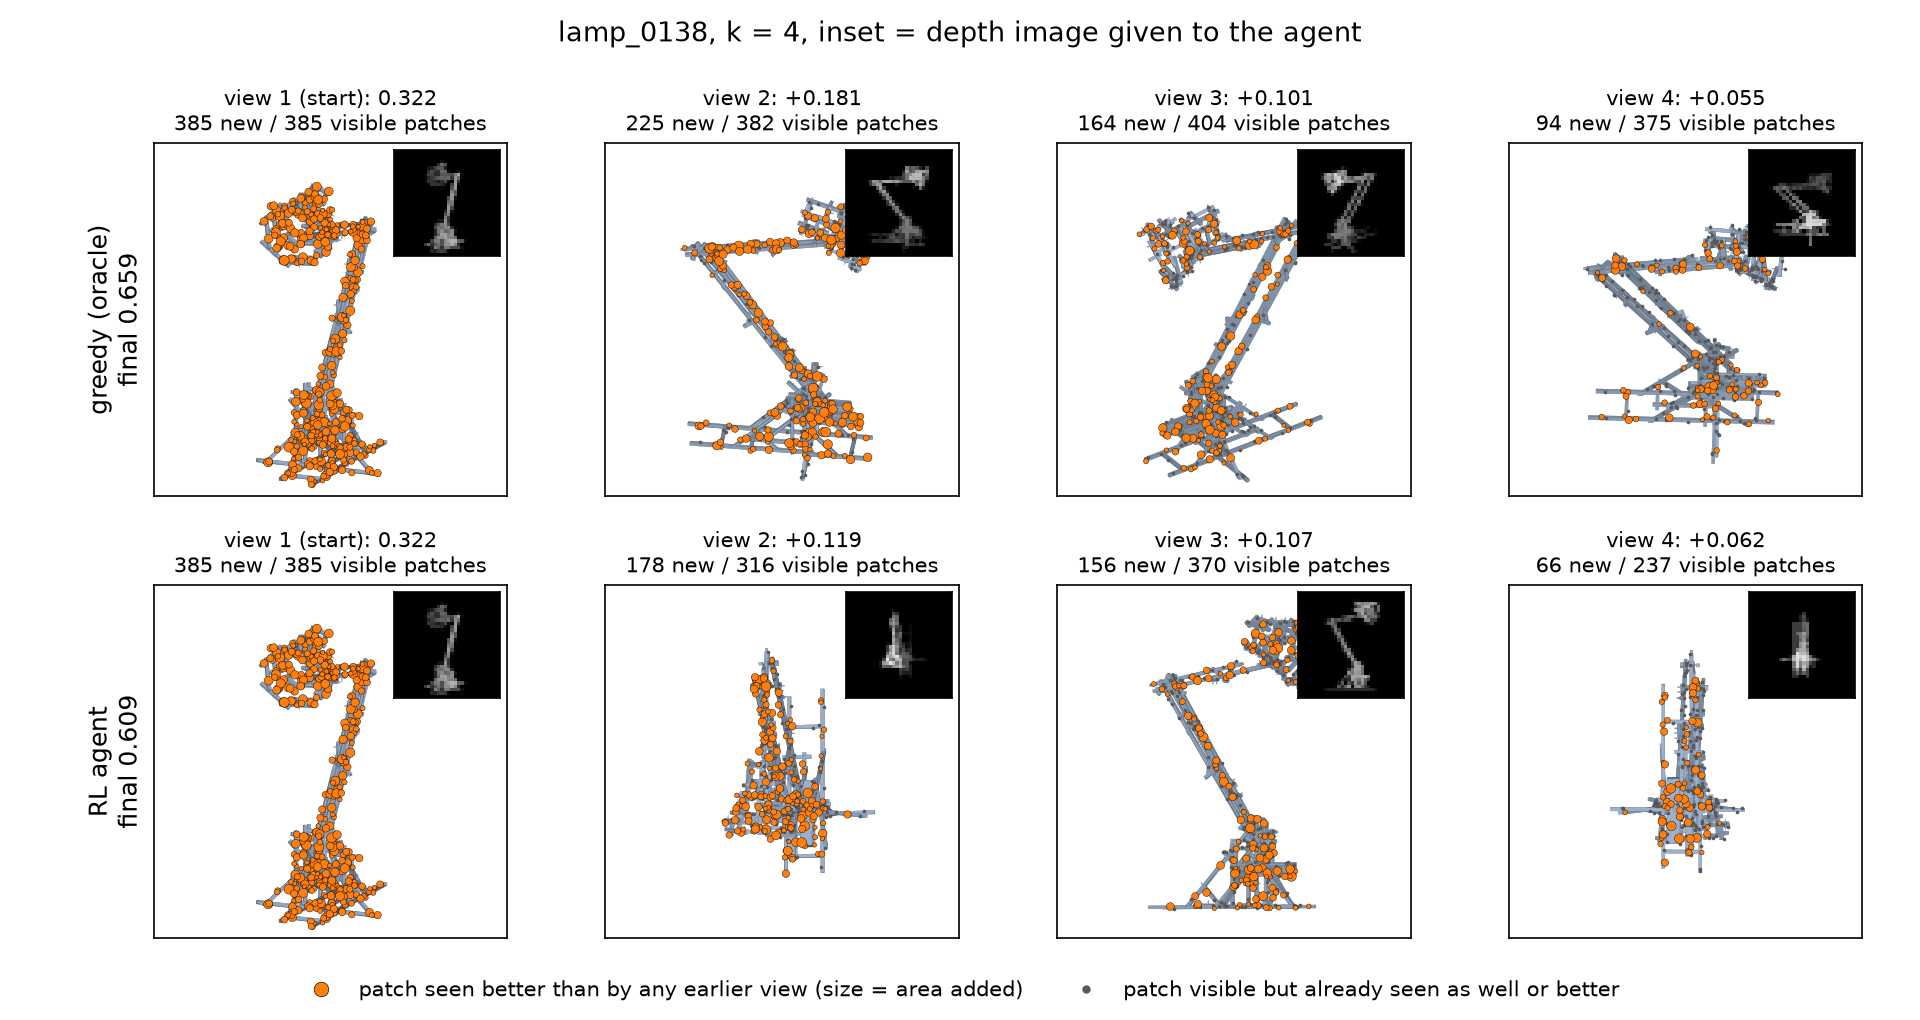 lamp_0138, k = 4, inset = depth image given to the agent
greedy (oracle)
final 0.659
view 1 (start): 0.322
385 new / 385 visible patches
view 2: +0.181
225 new / 382 visible patches
view 3: +0.101
164 new / 404 visible patches
view 4: +0.055
94 new / 375 visible patches
RL agent
final 0.609
view 1 (start): 0.322
385 new / 385 visible patches
view 2: +0.119
178 new / 316 visible patches
view 3: +0.107
156 new / 370 visible patches
view 4: +0.062
66 new / 237 visible patches
patch seen better than by any earlier view (size = area added)
patch visible but already seen as well or better